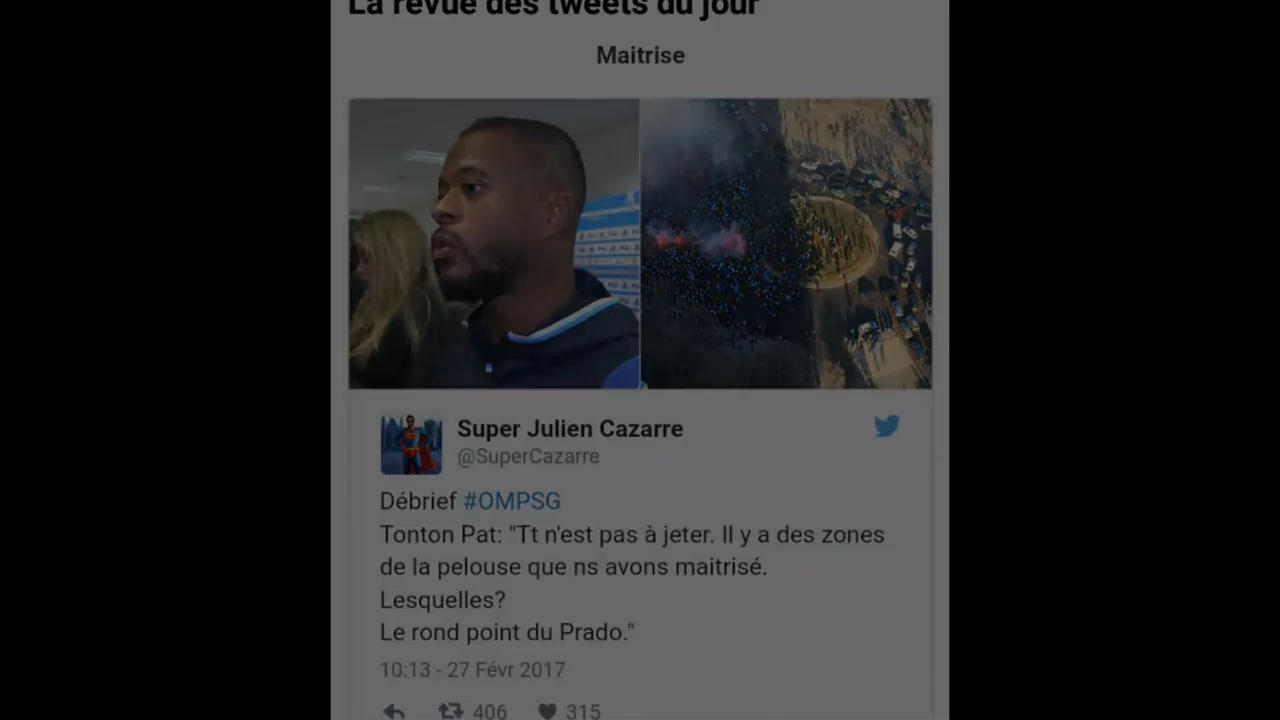 La revue des tweets du jour
Maitrise
Super Julien Cazarre
@SuperCazarre
Débrief #OMPSG
Tonton Pat: "Tt n'est pas à jeter. Il y a des zones
de la pelouse que ns avons maitrisé.
Lesquelles?
Le rond point du Prado."
10:13 - 27 Févr 2017
406 315